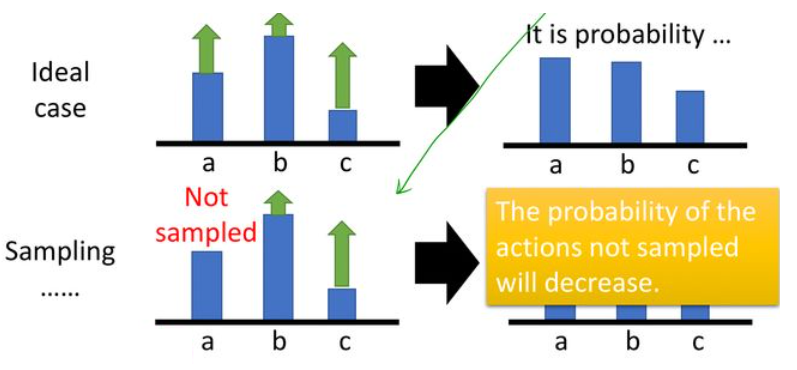 It is probability ...
Ideal
case
a b c
a b c
Not
sampled
Sampling
......
The probability of the
actions not sampled
will decrease.
a b c
a b c